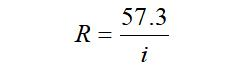 R = 57.3 / i